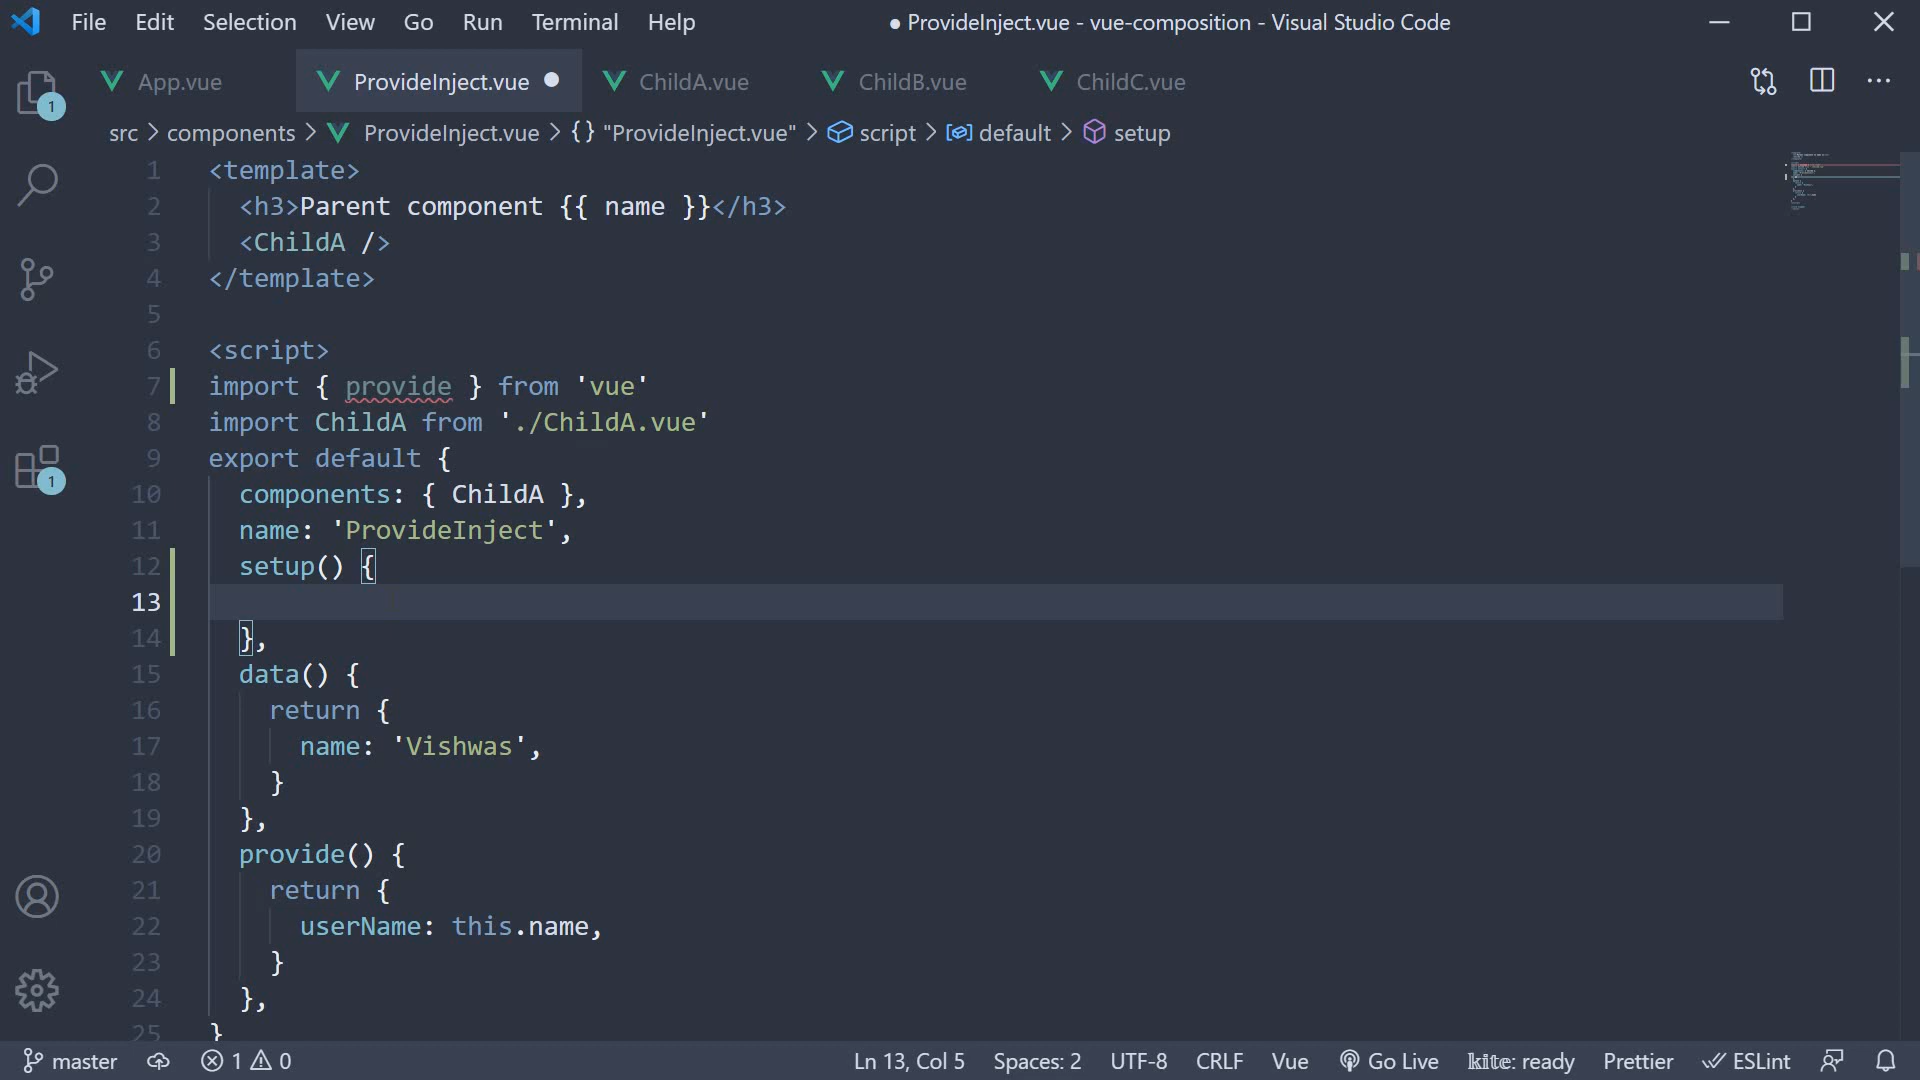 File Edit Selection View Go Run Terminal Help ● ProvideInject.vue - vue-composition - Visual Studio Code
App.vue ProvideInject.vue ● ChildA.vue ChildB.vue ChildC.vue ···
1
src > components > ProvideInject.vue > {} "ProvideInject.vue" > script > default > setup
1 <template>
2 <h3>Parent component {{ name }}</h3>
3 <ChildA />
4 </template>
5
6 <script>
7 import { provide } from 'vue'
8 import ChildA from './ChildA.vue'
9 export default {
10 components: { ChildA },
1
11 name: 'ProvideInject',
12 setup() {
13
14 },
15 data() {
16 return {
17 name: 'Vishwas',
18 }
19 },
20 provide() {
21 return {
22 userName: this.name,
23 }
24 },
25 }
master 1 0 Ln 13, Col 5 Spaces: 2 UTF-8 CRLF Vue Go Live kite: ready Prettier ESLint